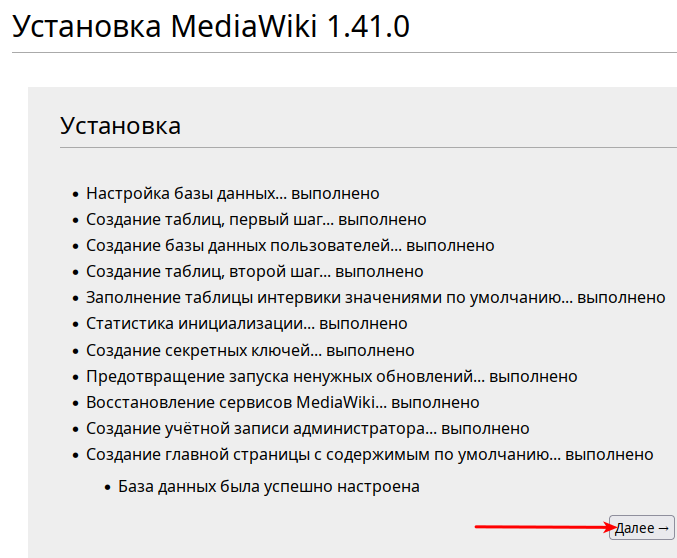 Установка MediaWiki 1.41.0
Установка
• Настройка базы данных... выполнено
• Создание таблиц, первый шаг... выполнено
• Создание базы данных пользователей... выполнено
• Создание таблиц, второй шаг... выполнено
• Заполнение таблицы интервики значениями по умолчанию... выполнено
• Статистика инициализации... выполнено
• Создание секретных ключей... выполнено
• Предотвращение запуска ненужных обновлений... выполнено
• Восстановление сервисов MediaWiki... выполнено
• Создание учётной записи администратора... выполнено
• Создание главной страницы с содержимым по умолчанию... выполнено
• База данных была успешно настроена
Далее →